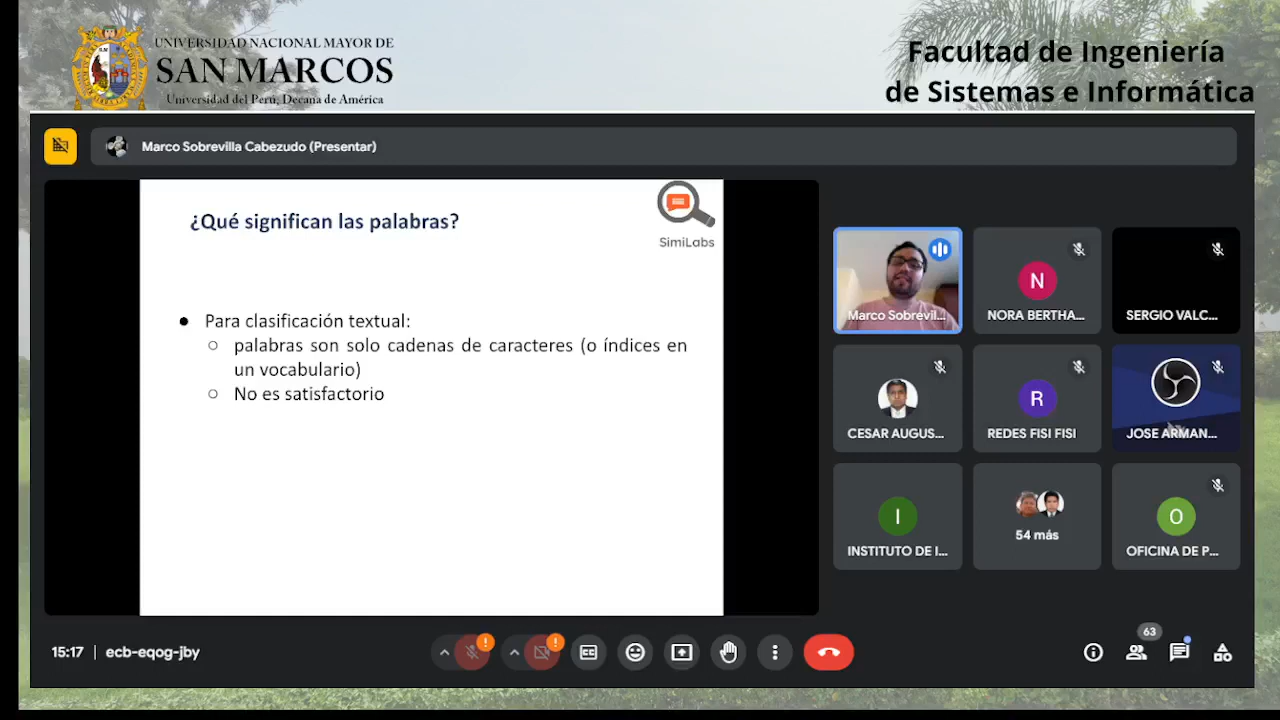 UNIVERSIDAD NACIONAL MAYOR DE
SAN MARCOS
Universidad del Perú, Decana de América
Facultad de Ingeniería
de Sistemas e Informática
Marco Sobrevilla Cabezudo (Presentar)
¿Qué significan las palabras?
SimiLabs
● Para clasificación textual:
○ palabras son solo cadenas de caracteres (o índices en
un vocabulario)
○ No es satisfactorio
Marco Sobrevil...
N
NORA BERTHA...
SERGIO VALC...
CESAR AUGUS...
R
REDES FISI FISI
JOSE ARMAN...
I
INSTITUTO DE I...
54 más
O
OFICINA DE P...
15:17 | ecb-eqog-jby
63